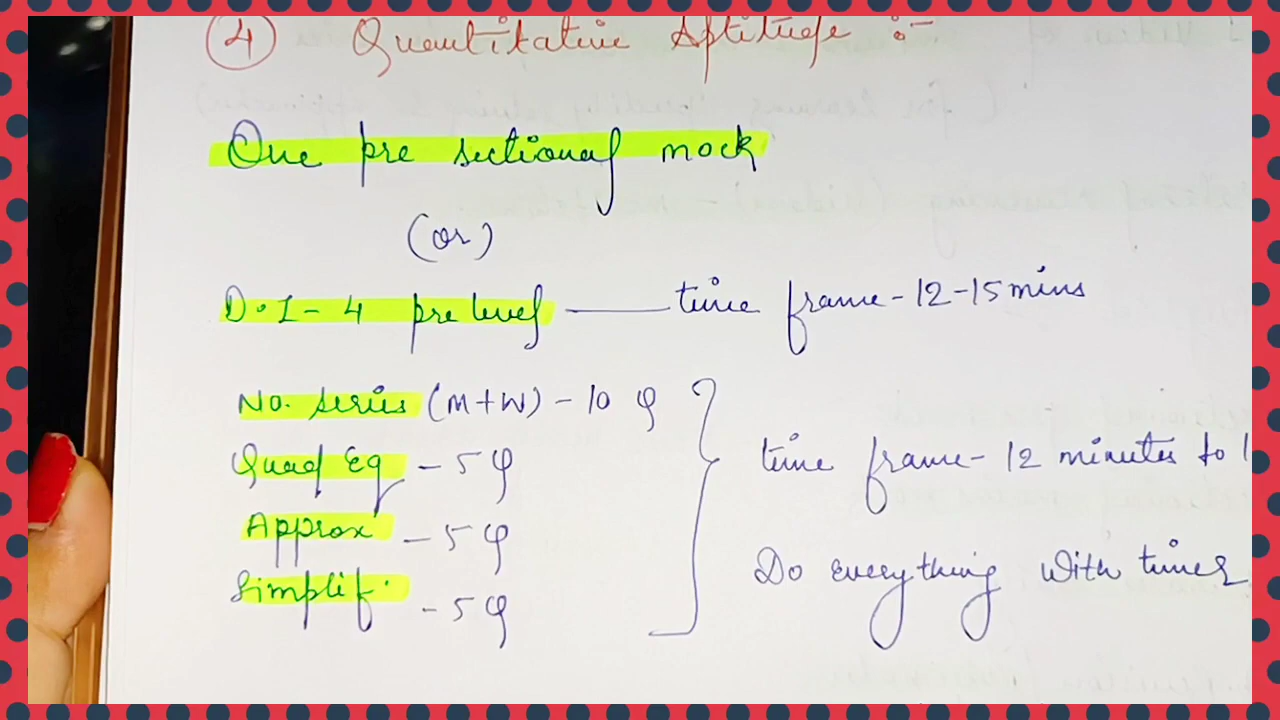 (4) Quantitative Aptitude :-
One pre sectional mock
(or)
D.I - 4 pre level — time frame - 12-15 mins
No. series (M+W) - 10 Q
Quad Eq - 5 Q
Approx - 5 Q
Simplif. - 5 Q
time frame - 12 minutes to 1
Do everything with timer